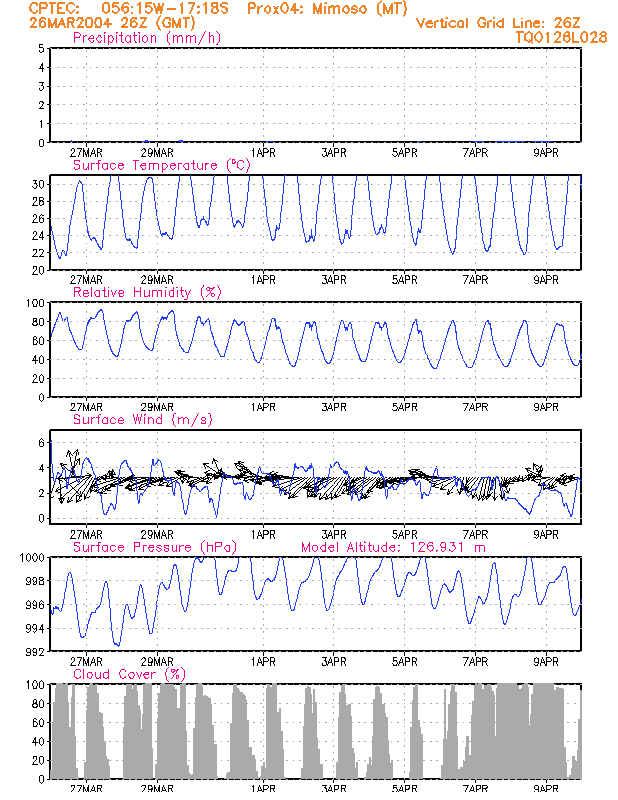 CPTEC: 056:15W-17:18S Prox04: Mimoso (MT)
26MAR2004 26Z (GMT) Vertical Grid Line: 26Z
Precipitation (mm/h) TQ0126L028
5
4
3
2
1
0
27MAR 29MAR 1APR 3APR 5APR 7APR 9APR
Surface Temperature (ºC)
30
28
26
24
22
20
27MAR 29MAR 1APR 3APR 5APR 7APR 9APR
Relative Humidity (%)
100
80
60
40
20
0
27MAR 29MAR 1APR 3APR 5APR 7APR 9APR
Surface Wind (m/s)
6
4
2
0
27MAR 29MAR 1APR 3APR 5APR 7APR 9APR
Surface Pressure (hPa) Model Altitude: 126.931 m
1000
998
996
994
992
27MAR 29MAR 1APR 3APR 5APR 7APR 9APR
Cloud Cover (%)
100
80
60
40
20
0
27MAR 29MAR 1APR 3APR 5APR 7APR 9APR